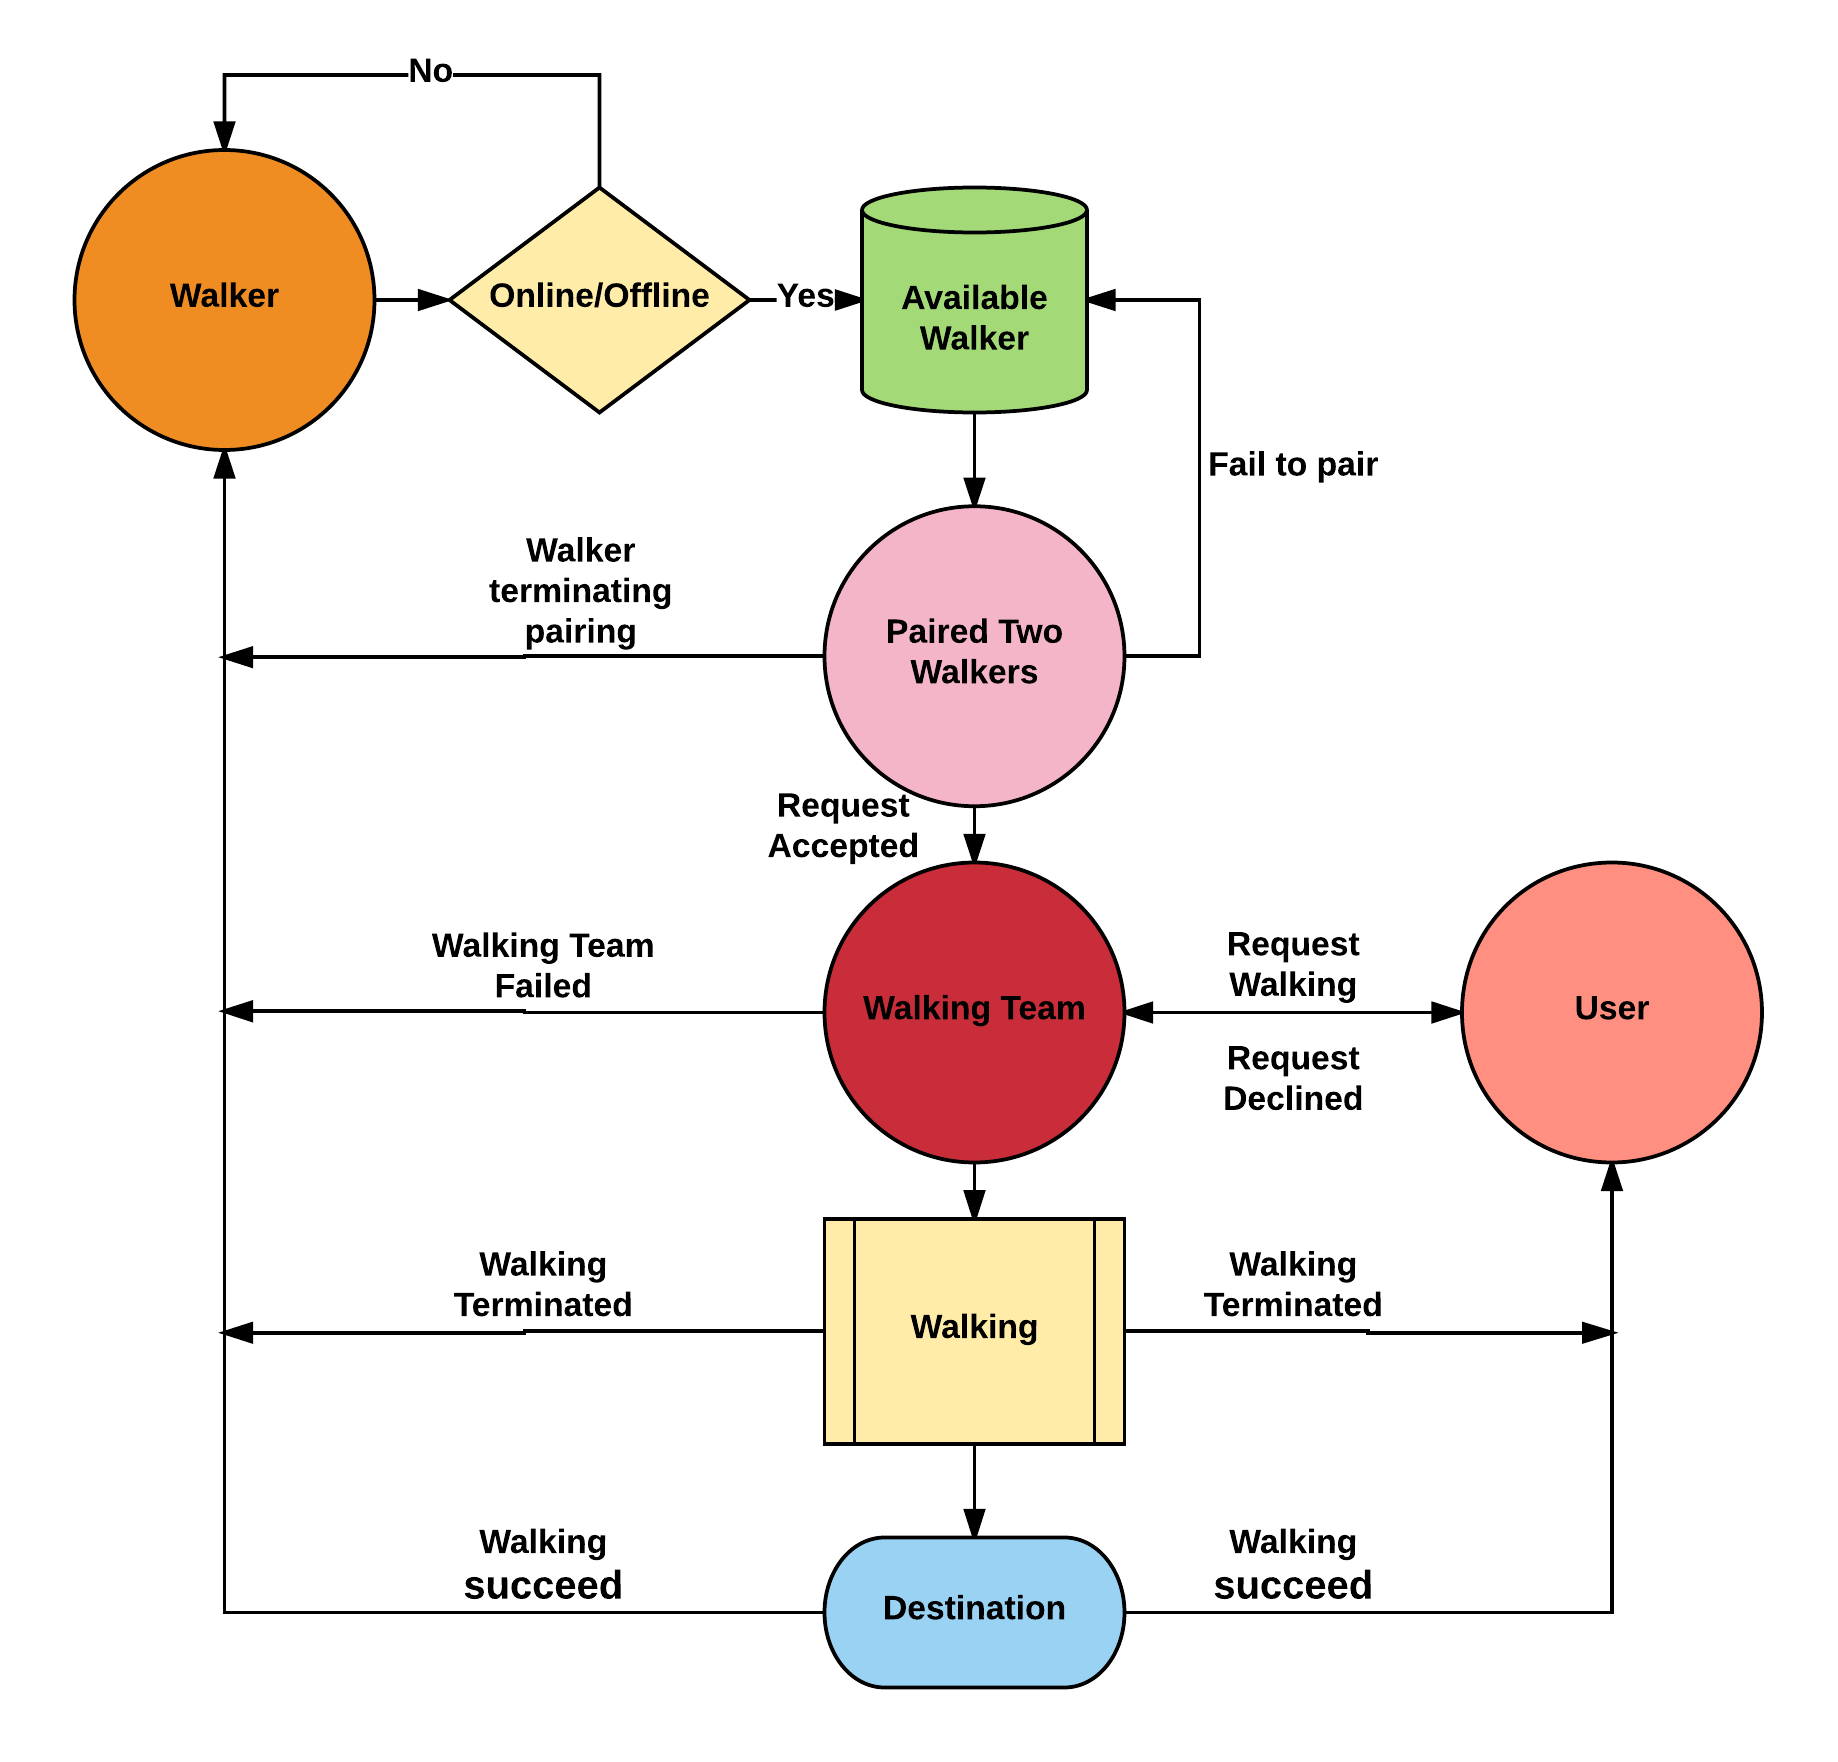 No
Walker
Online/Offline
Yes
Available
Walker
Fail to pair
Walker
terminating
pairing
Paired Two
Walkers
Request
Accepted
Walking Team
Failed
Walking Team
Request
Walking
User
Request
Declined
Walking
Terminated
Walking
Walking
Terminated
Walking
succeed
Destination
Walking
succeed